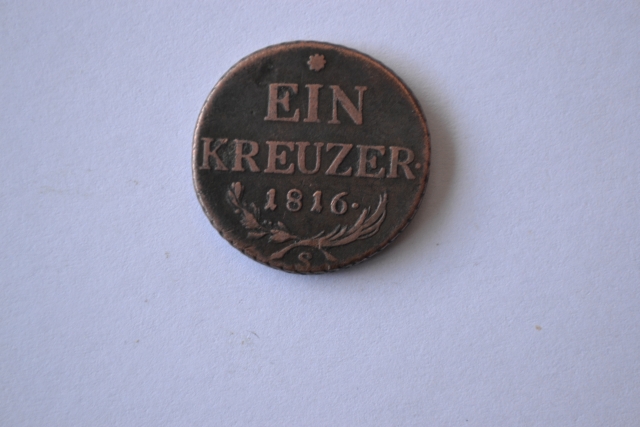 EIN
KREUZER.
1816.
S